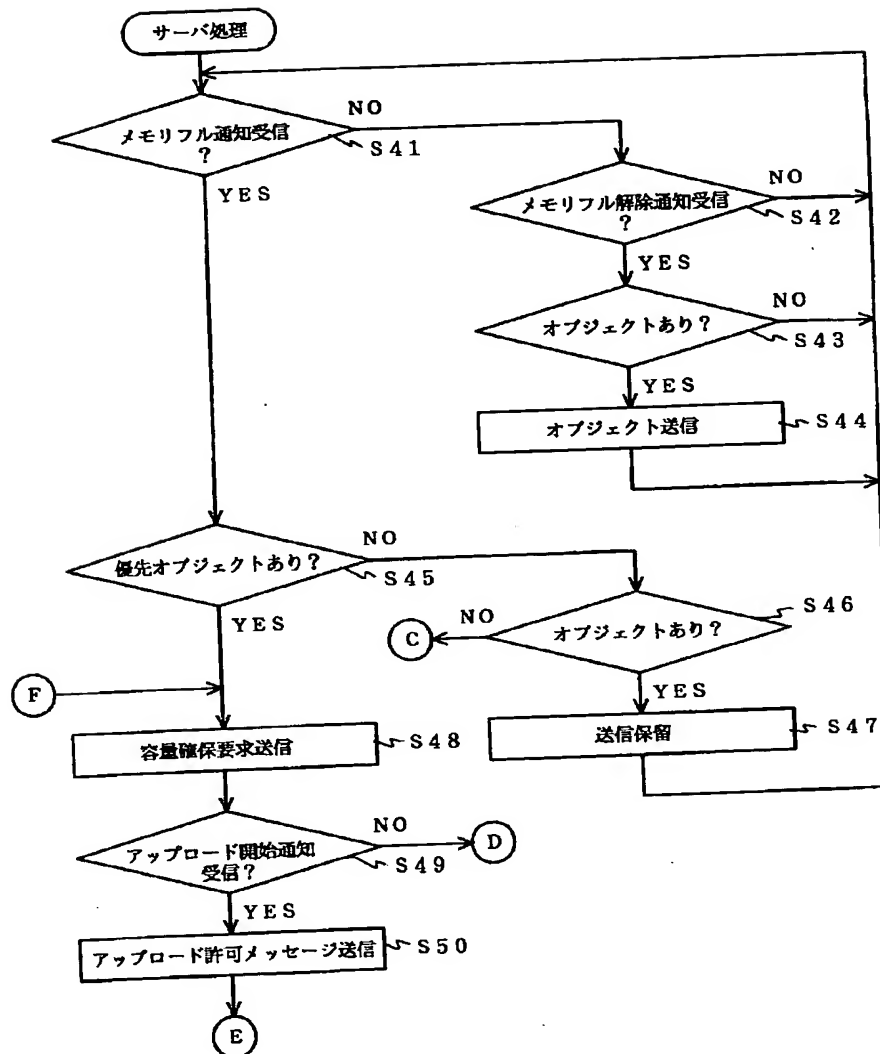 サーバ処理
メモリフル通知受信
?
NO
S41
YES
メモリフル解除通知受信
?
NO
S42
YES
オブジェクトあり?
NO
S43
YES
オブジェクト送信
S44
優先オブジェクトあり?
NO
S45
YES
オブジェクトあり?
S46
NO
C
YES
送信保留
S47
F
容量確保要求送信
S48
アップロード開始通知
受信?
NO
D
S49
YES
アップロード許可メッセージ送信
S50
E